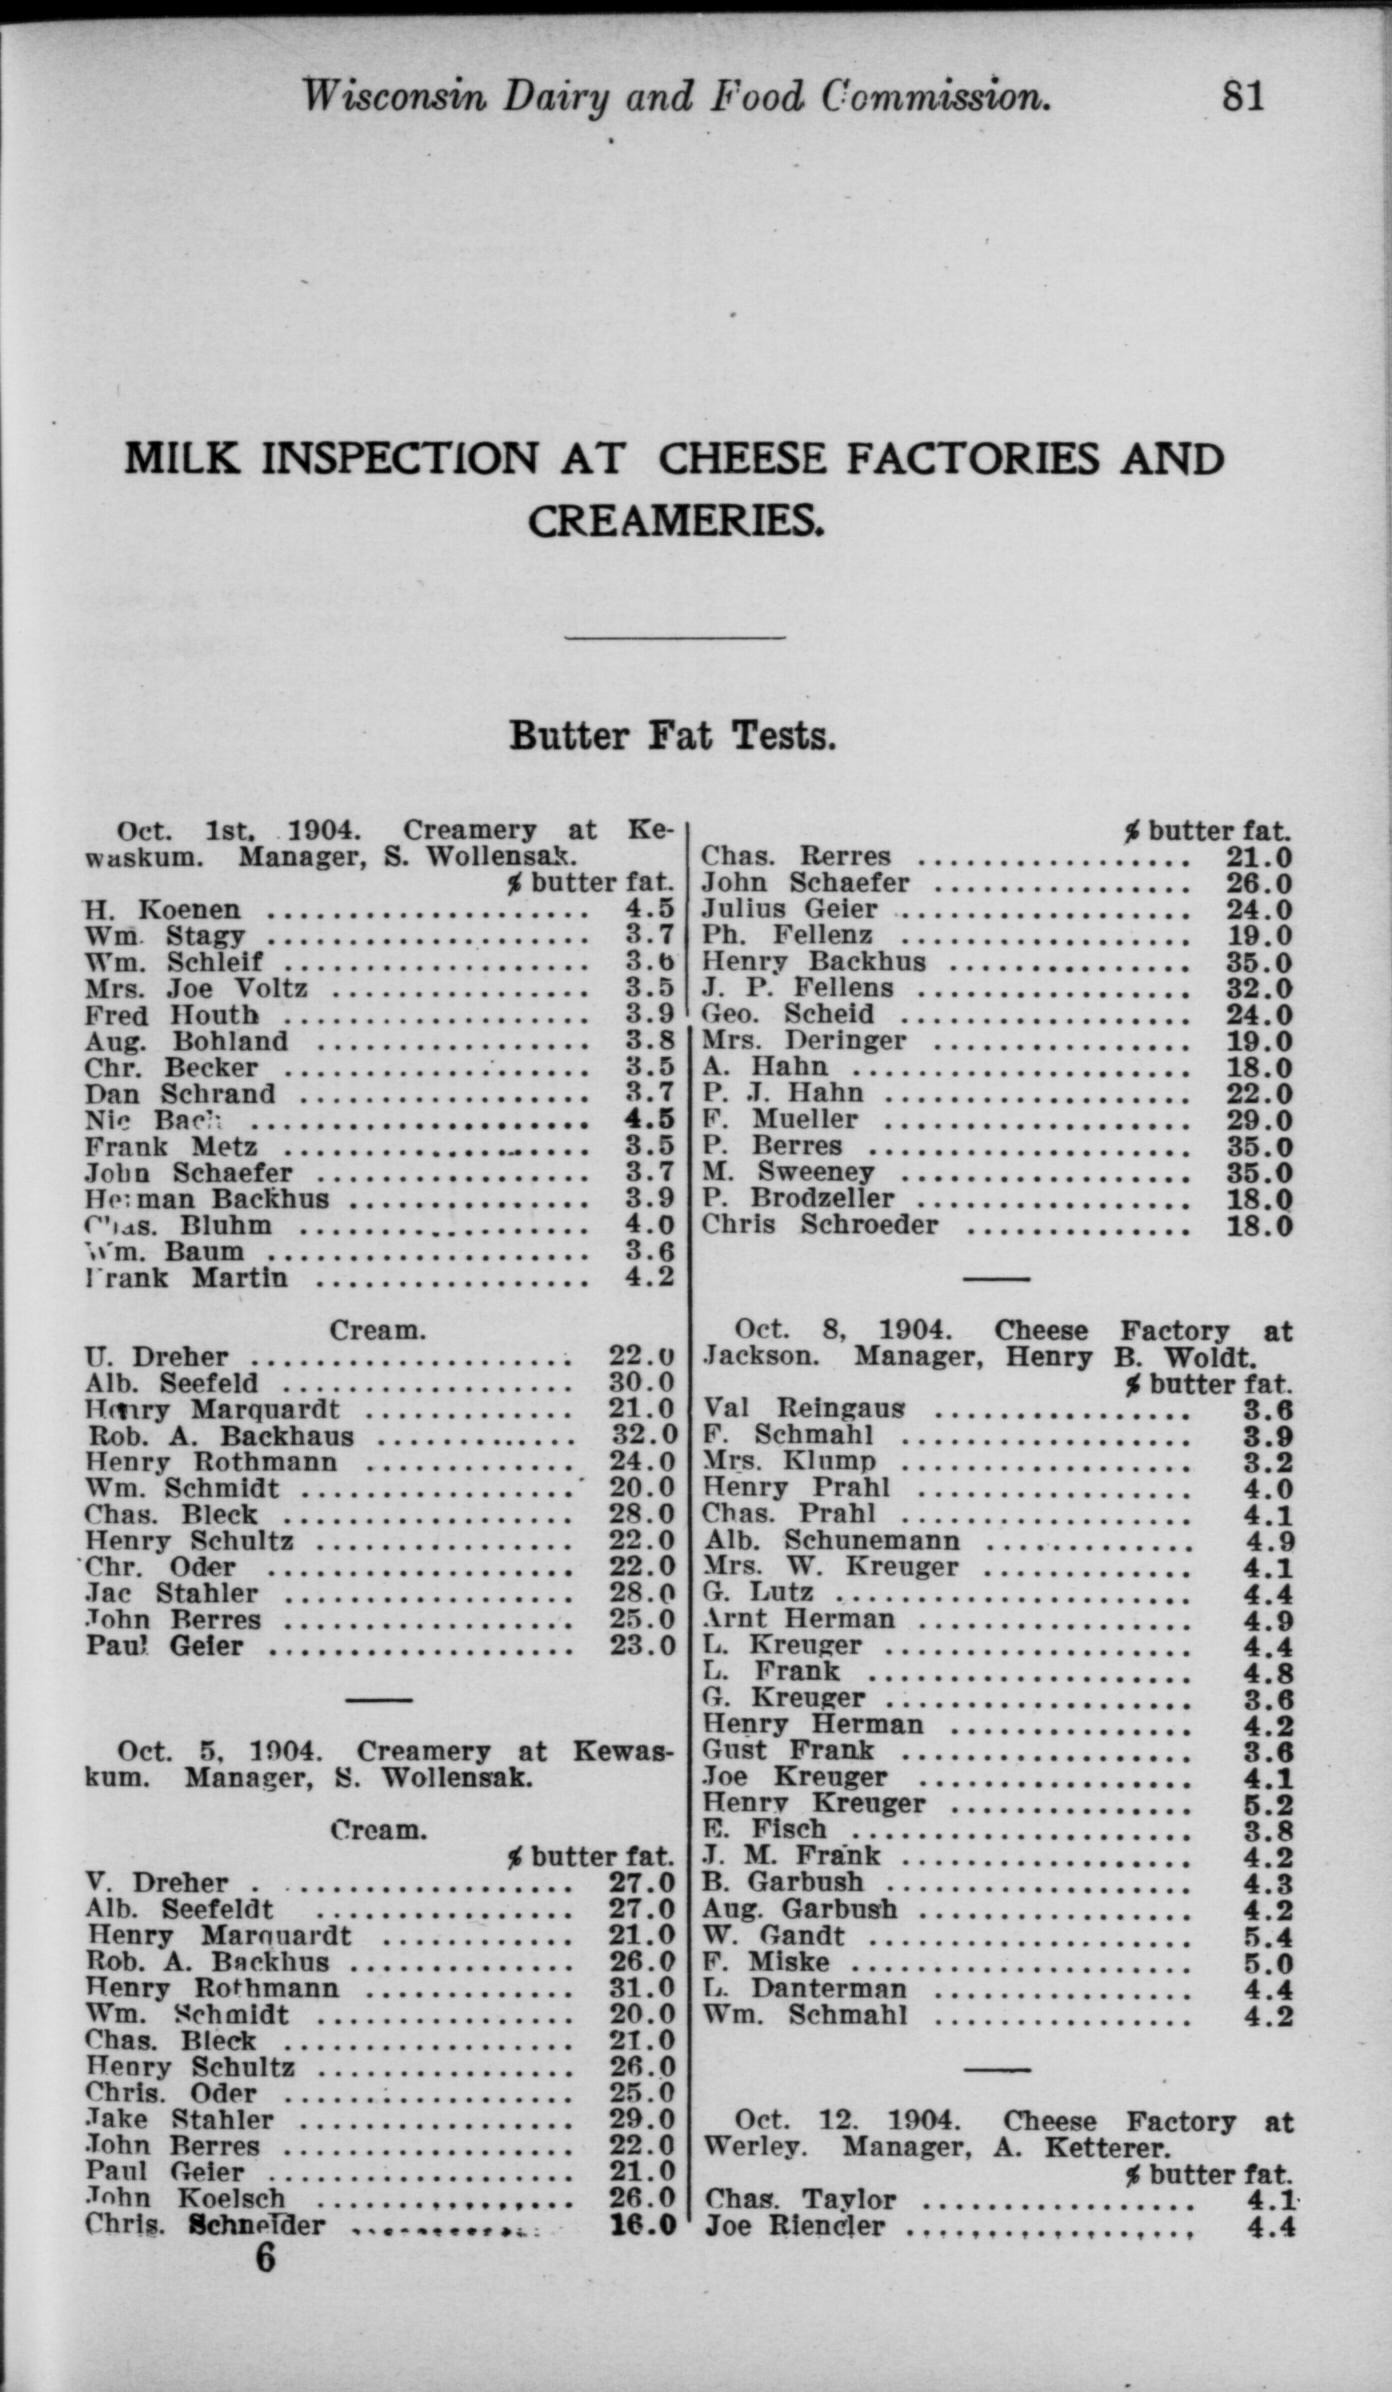 Wisconsin Dairy and Food Commission. 81
MILK INSPECTION AT CHEESE FACTORIES AND
CREAMERIES.
Butter Fat Tests.
Oct. 1st. 1904. Creamery at Ke-
waskum. Manager, S. Wollensak.
% butter fat.
H. Koenen .................... 4.5
Wm. Stagy .................... 3.7
Wm. Schleif ................... 3.6
Mrs. Joe Voltz ................ 3.5
Fred Houth ................... 3.9
Aug. Bohland ................. 3.8
Chr. Becker ................... 3.5
Dan Schrand .................. 3.7
Nic Bach ..................... 4.5
Frank Metz ................... 3.5
John Schaefer ................. 3.7
Herman Backhus ............... 3.9
Chas. Bluhm .................. 4.0
Wm. Baum .................... 3.6
Frank Martin ................. 4.2
Cream.
U. Dreher .................... 22.0
Alb. Seefeld .................. 30.0
Henry Marquardt ............. 21.0
Rob. A. Backhaus ............. 32.0
Henry Rothmann ............. 24.0
Wm. Schmidt ................. 20.0
Chas. Bleck .................. 28.0
Henry Schultz ................ 22.0
Chr. Oder ................... 22.0
Jac Stahler .................. 28.0
John Berres .................. 25.0
Paul Geier ................... 23.0
Oct. 5, 1904. Creamery at Kewas-
kum. Manager, S. Wollensak.
Cream.
% butter fat.
V. Dreher .................... 27.0
Alb. Seefeldt ................ 27.0
Henry Marquardt ............ 21.0
Rob. A. Backhus .............. 26.0
Henry Rothmann ............. 31.0
Wm. Schmidt ................ 20.0
Chas. Bleck .................. 21.0
Henry Schultz ................ 26.0
Chris. Oder .................. 25.0
Jake Stahler ................. 29.0
John Berres .................. 22.0
Paul Geier ................... 21.0
John Koelsch ................ 26.0
Chris. Schneider ............. 16.0
6
% butter fat.
Chas. Berres ................. 21.0
John Schaefer ................ 26.0
Julius Geier .................. 24.0
Ph. Fellenz .................. 19.0
Henry Backhus ............... 35.0
J. P. Fellens ................. 32.0
Geo. Scheid .................. 24.0
Mrs. Deringer ................ 19.0
A. Hahn ..................... 18.0
P. J. Hahn ................... 22.0
F. Mueller ................... 29.0
P. Berres .................... 35.0
M. Sweeney .................. 35.0
P. Brodzeller ................. 18.0
Chris Schroeder .............. 18.0
Oct. 8, 1904. Cheese Factory at
Jackson. Manager, Henry B. Woldt.
% butter fat.
Val Reingaus ................ 3.6
F. Schmahl .................. 3.9
Mrs. Klump .................. 3.2
Henry Prahl ................. 4.0
Chas. Prahl .................. 4.1
Alb. Schunemann ............. 4.9
Mrs. W. Kreuger ............. 4.1
G. Lutz ...................... 4.4
Arnt Herman ................. 4.9
L. Kreuger ................... 4.4
L. Frank .................... 4.8
G. Kreuger ................... 3.6
Henry Herman ............... 4.2
Gust Frank .................. 3.6
Joe Kreuger ................. 4.1
Henry Kreuger ............... 5.2
E. Fisch ..................... 3.8
J. M. Frank .................. 4.2
B. Garbush ................... 4.3
Aug. Garbush ................. 4.2
W. Gandt .................... 5.4
F. Miske ..................... 5.0
L. Danterman ................ 4.4
Wm. Schmahl ................ 4.2
Oct. 12. 1904. Cheese Factory at
Werley. Manager, A. Ketterer.
% butter fat.
Chas. Taylor ................. 4.1
Joe Riencler .................. 4.4